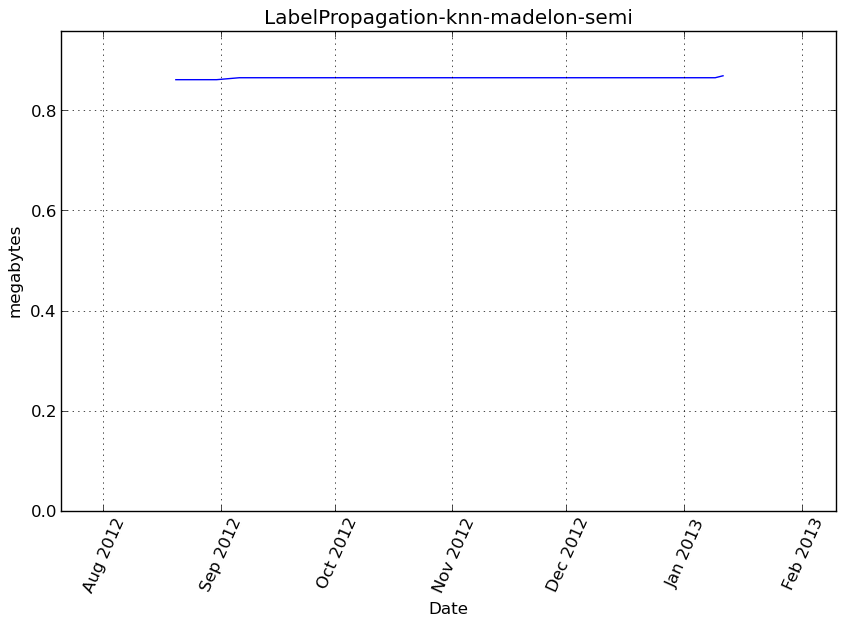 LabelPropagation-knn-madelon-semi
megabytes
0.8
0.6
0.4
0.2
0.0
Aug 2012
Sep 2012
Oct 2012
Nov 2012
Dec 2012
Jan 2013
Feb 2013
Date